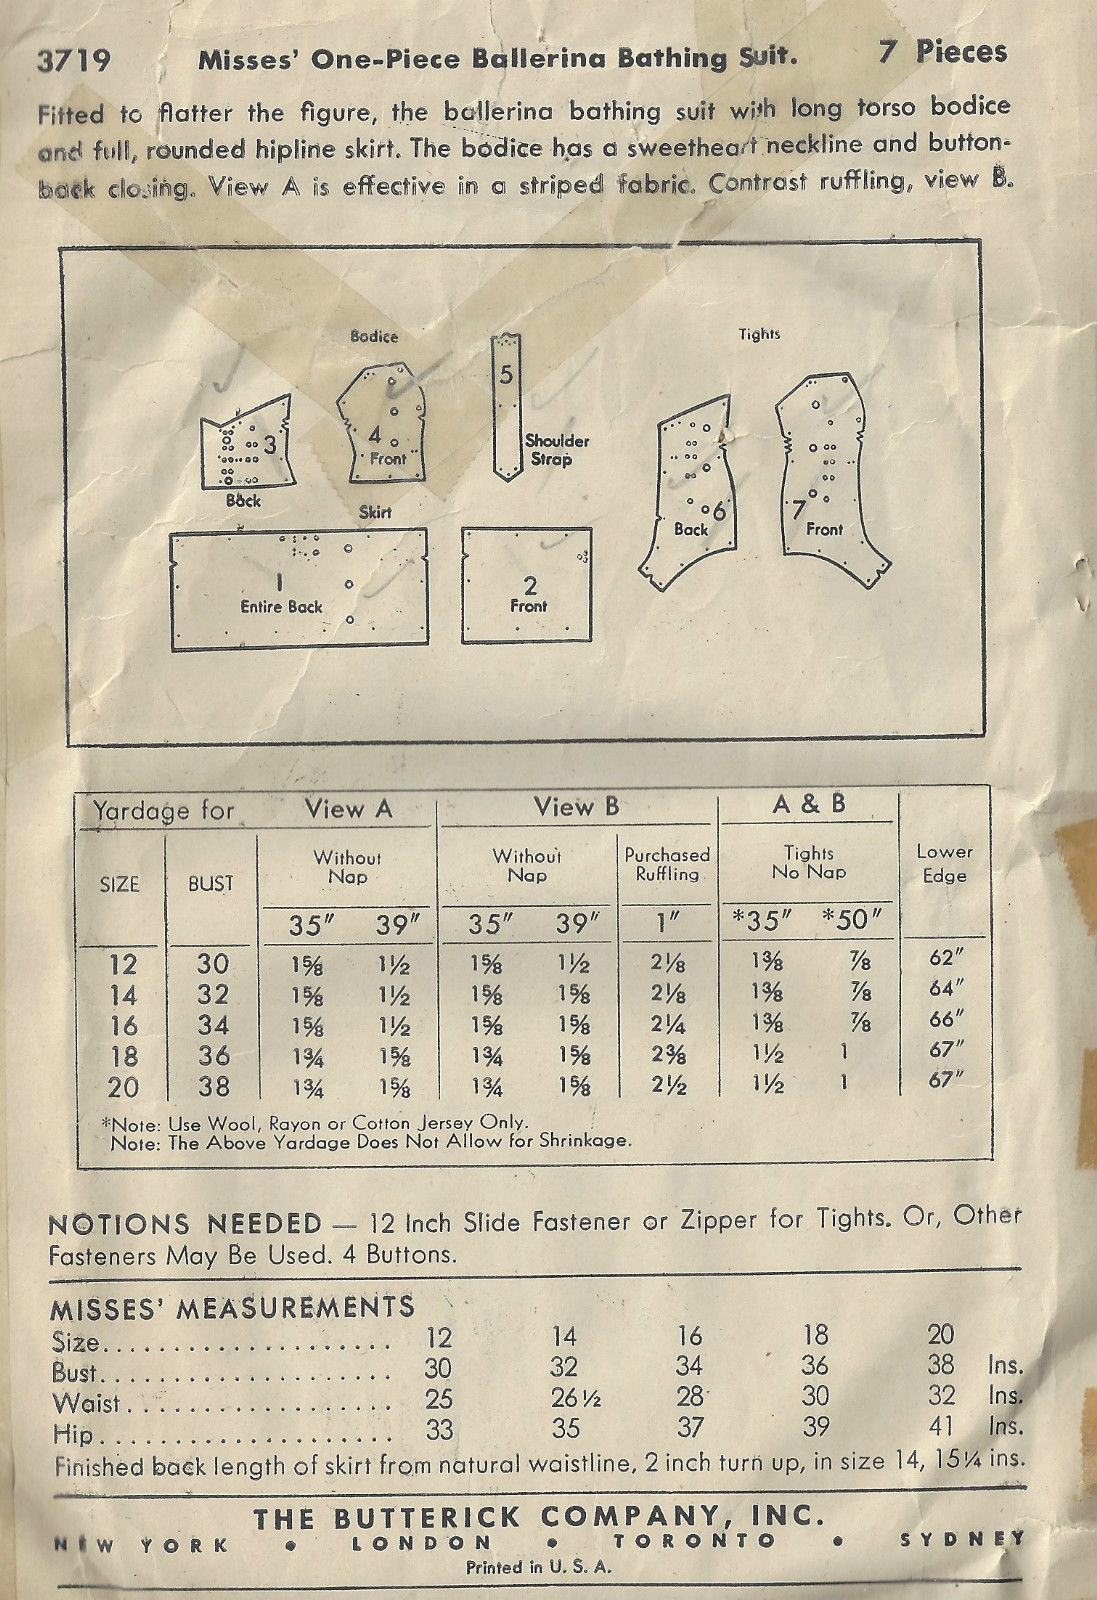 3719 Misses' One-Piece Ballerina Bathing Suit. 7 Pieces
Fitted to flatter the figure, the ballerina bathing suit with long torso bodice
and full, rounded hipline skirt. The bodice has a sweetheart neckline and button-
back closing. View A is effective in a striped fabric. Contrast ruffling, view B.
Bodice Tights
3 Back
4 Front
5 Shoulder
Strap
6 Back
7 Front
Skirt
1 Entire Back
2 Front
Yardage for View A View B A & B
SIZE BUST Without Nap Without Nap Purchased Ruffling Tights No Nap Lower Edge
35" 39" 35" 39" 1" *35" *50"
12 30 1⅝ 1½ 1⅝ 1½ 2⅛ 1⅜ ⅞ 62"
14 32 1⅝ 1½ 1⅝ 1⅝ 2⅛ 1⅜ ⅞ 64"
16 34 1⅝ 1½ 1⅝ 1⅝ 2¼ 1⅜ ⅞ 66"
18 36 1¾ 1⅝ 1¾ 1⅝ 2⅜ 1½ 1 67"
20 38 1¾ 1⅝ 1¾ 1⅝ 2½ 1½ 1 67"
*Note: Use Wool, Rayon or Cotton Jersey Only.
Note: The Above Yardage Does Not Allow for Shrinkage.
NOTIONS NEEDED — 12 Inch Slide Fastener or Zipper for Tights. Or, Other
Fasteners May Be Used. 4 Buttons.
MISSES' MEASUREMENTS
Size..................... 12 14 16 18 20
Bust..................... 30 32 34 36 38 Ins.
Waist................... 25 26½ 28 30 32 Ins.
Hip...................... 33 35 37 39 41 Ins.
Finished back length of skirt from natural waistline, 2 inch turn up, in size 14, 15¼ ins.
THE BUTTERICK COMPANY, INC.
NEW YORK • LONDON • TORONTO • SYDNEY
Printed in U. S. A.